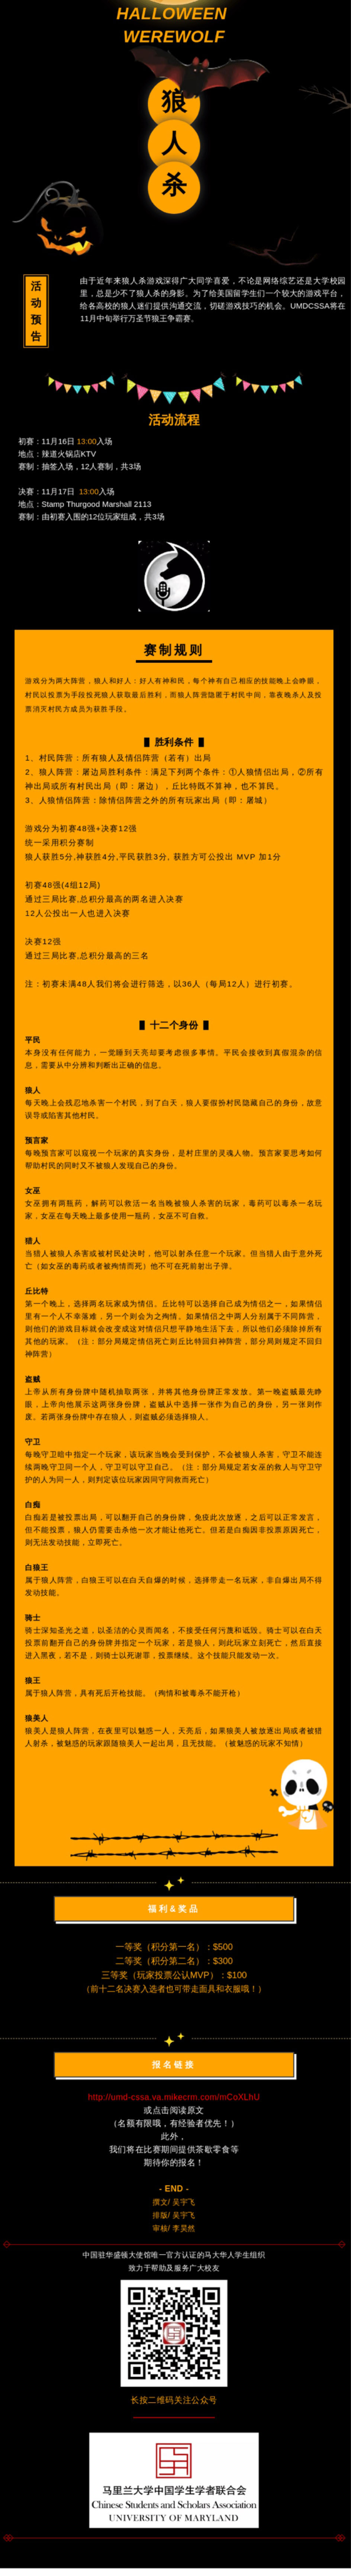 HALLOWEEN
WEREWOLF
狼
人
杀
活
动
预
告
由于近年来狼人杀游戏深得广大同学喜爱，不论是网络综艺还是大学校园
里，总是少不了狼人杀的身影。为了给美国留学生们一个较大的游戏平台，
给各高校的狼人迷们提供沟通交流，切磋游戏技巧的机会。UMDCSSA将在
11月中旬举行万圣节狼王争霸赛。
活动流程
初赛：11月16日 13:00入场
地点：辣道火锅店KTV
赛制：抽签入场，12人赛制，共3场
决赛：11月17日 13:00入场
地点：Stamp Thurgood Marshall 2113
赛制：由初赛入围的12位玩家组成，共3场
赛制规则
游戏分为两大阵营，狼人和好人：好人有神和民，每个神有自己相应的技能晚上会睁眼，
村民以投票为手段投死狼人获取最后胜利，而狼人阵营隐匿于村民中间，靠夜晚杀人及投
票消灭村民方成员为获胜手段。
胜利条件
1、村民阵营：所有狼人及情侣阵营（若有）出局
2、狼人阵营：屠边局胜利条件：满足下列两个条件：①人狼情侣出局，②所有
神出局或所有村民出局（即：屠边），丘比特既不算神，也不算民。
3、人狼情侣阵营：除情侣阵营之外的所有玩家出局（即：屠城）
游戏分为初赛48强+决赛12强
统一采用积分赛制
狼人获胜5分,神获胜4分,平民获胜3分, 获胜方可公投出 MVP 加1分
初赛48强(4组12局)
通过三局比赛,总积分最高的两名进入决赛
12人公投出一人也进入决赛
决赛12强
通过三局比赛,总积分最高的三名
注：初赛未满48人我们将会进行筛选，以36人（每局12人）进行初赛。
十二个身份
平民
本身没有任何能力，一觉睡到天亮却要考虑很多事情。平民会接收到真假混杂的信
息，需要从中分辨和判断出正确的信息。
狼人
每天晚上会残忍地杀害一个村民，到了白天，狼人要假扮村民隐藏自己的身份，故意
误导或陷害其他村民。
预言家
每晚预言家可以窥视一个玩家的真实身份，是村庄里的灵魂人物。预言家要思考如何
帮助村民的同时又不被狼人发现自己的身份。
女巫
女巫拥有两瓶药，解药可以救活一名当晚被狼人杀害的玩家，毒药可以毒杀一名玩
家，女巫在每天晚上最多使用一瓶药，女巫不可自救。
猎人
当猎人被狼人杀害或被村民处决时，他可以射杀任意一个玩家。但当猎人由于意外死
亡（如女巫的毒药或者被殉情而死）他不可在死前射出子弹。
丘比特
第一个晚上，选择两名玩家成为情侣。丘比特可以选择自己成为情侣之一，如果情侣
里有一个人不幸落难，另一个则会为之殉情。如果情侣之中两人分别属于不同阵营，
则他们的游戏目标就会改变成这对情侣只想平静地生活下去，所以他们必须除掉所有
其他的玩家。（注：部分局规定情侣死亡则丘比特回归神阵营，部分局则规定不回归
神阵营）
盗贼
上帝从所有身份牌中随机抽取两张，并将其他身份牌正常发放。第一晚盗贼最先睁
眼，上帝向他展示这两张身份牌，盗贼从中选择一张作为自己的身份，另一张则作
废。若两张身份牌中存在狼人，则盗贼必须选择狼人。
守卫
每晚守卫暗中指定一个玩家，该玩家当晚会受到保护，不会被狼人杀害，守卫不能连
续两晚守卫同一个人，守卫可以守卫自己。（注：部分局规定若女巫的救人与守卫守
护的人为同一人，则判定该位玩家因同守同救而死亡）
白痴
白痴若是被投票出局，可以翻开自己的身份牌，免疫此次放逐，之后可以正常发言，
但不能投票，狼人仍需要击杀他一次才能让他死亡。但若是白痴因非投票原因死亡，
则无法发动技能，立即死亡。
白狼王
属于狼人阵营，白狼王可以在白天自爆的时候，选择带走一名玩家，非自爆出局不得
发动技能。
骑士
骑士深知圣光之道，以圣洁的心灵而闻名，不接受任何污蔑和诋毁。骑士可以在白天
投票前翻开自己的身份牌并指定一个玩家，若是狼人，则此玩家立刻死亡，然后直接
进入黑夜，若不是，则骑士以死谢罪，投票继续。这个技能只能发动一次。
狼王
属于狼人阵营，具有死后开枪技能。（殉情和被毒杀不能开枪）
狼美人
狼美人是狼人阵营，在夜里可以魅惑一人，天亮后，如果狼美人被放逐出局或者被猎
人射杀，被魅惑的玩家跟随狼美人一起出局，且无技能。（被魅惑的玩家不知情）
福利&奖品
一等奖（积分第一名）：$500
二等奖（积分第二名）：$300
三等奖（玩家投票公认MVP）：$100
（前十二名决赛入选者也可带走面具和衣服哦！）
报名链接
http://umd-cssa.va.mikecrm.com/mCoXLhU
或点击阅读原文
（名额有限哦，有经验者优先！）
此外，
我们将在比赛期间提供茶歇零食等
期待你的报名！
- END -
撰文/ 吴宇飞
排版/ 吴宇飞
审核/ 李昊然
中国驻华盛顿大使馆唯一官方认证的马大华人学生组织
致力于帮助及服务广大校友
长按二维码关注公众号
马里兰大学中国学生学者联合会
Chinese Students and Scholars Association
UNIVERSITY OF MARYLAND